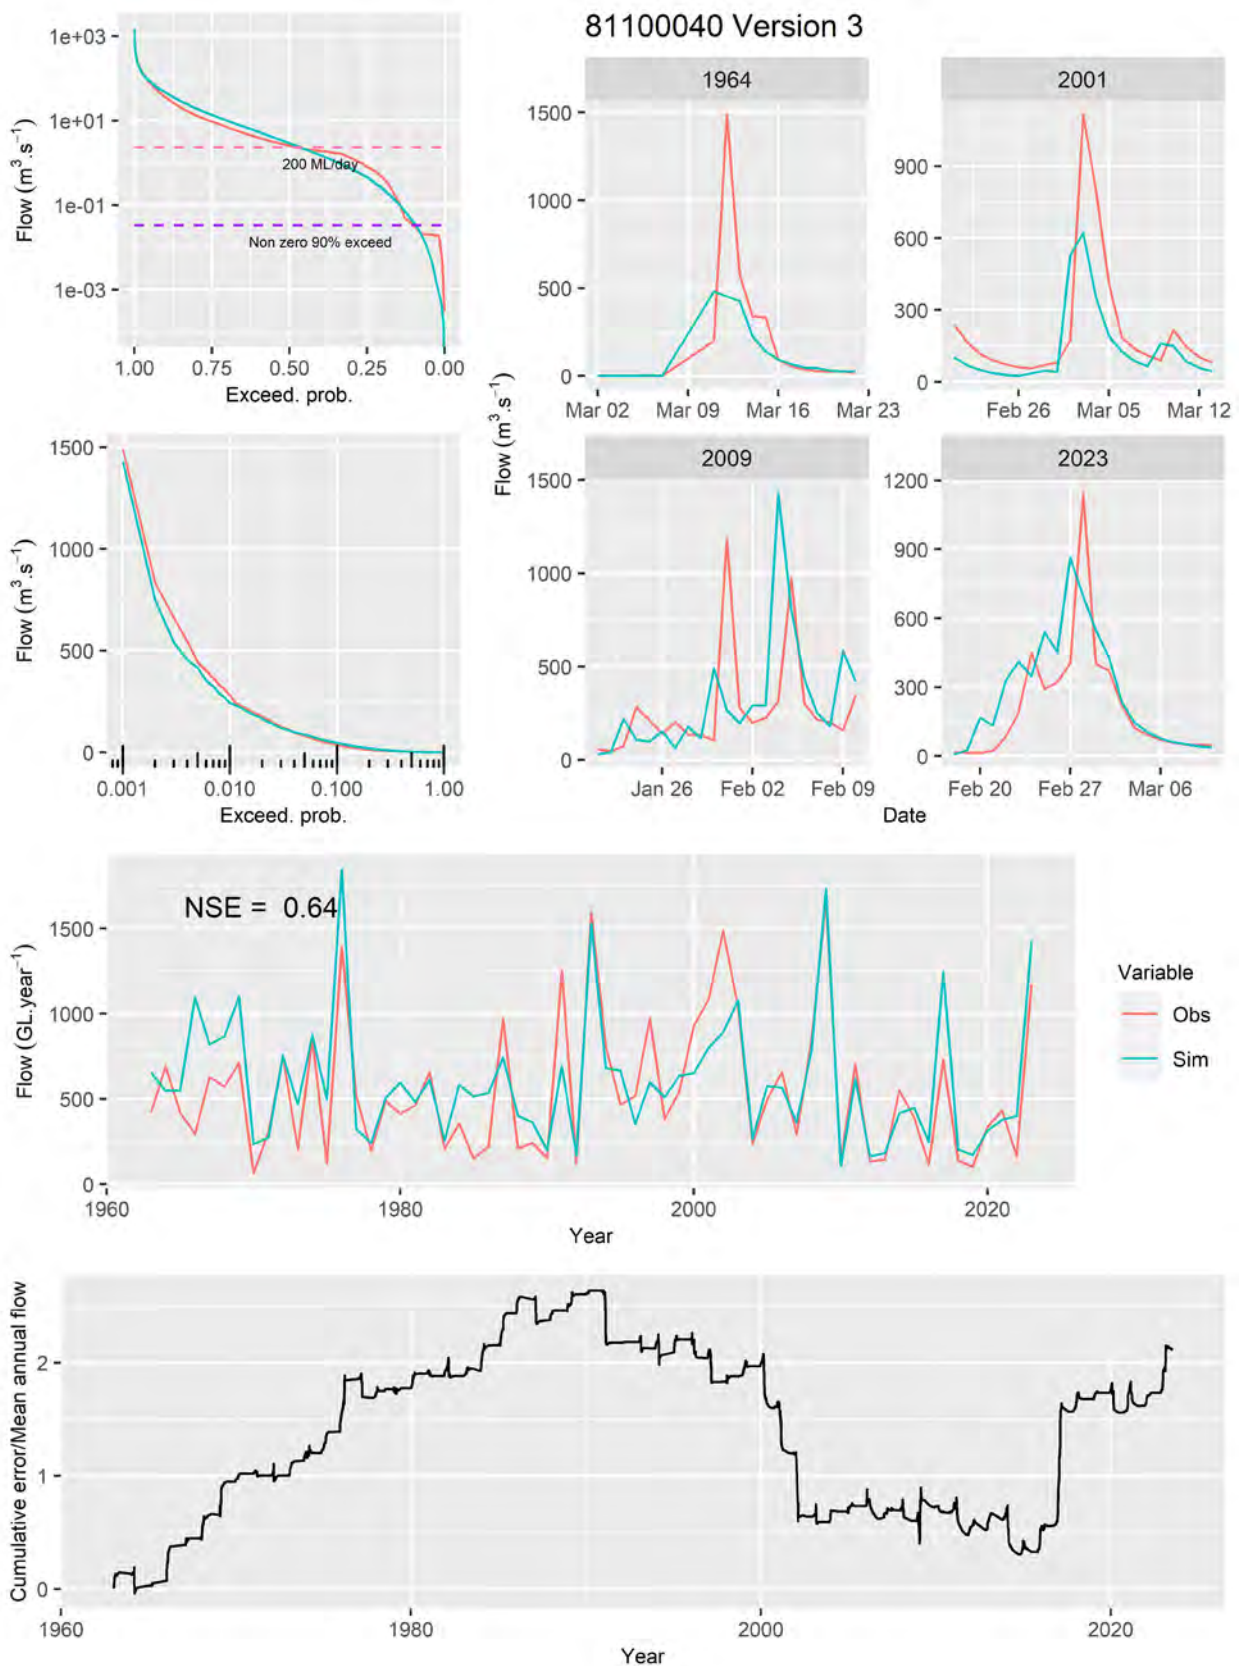 81100040 Version 3
1e+03
1e+01
1e-01
1e-03
Flow (m³.s⁻¹)
200 ML/day
Non zero 90% exceed
1.00 0.75 0.50 0.25 0.00
Exceed. prob.
1500
1000
500
0
Flow (m³.s⁻¹)
0.001 0.010 0.100 1.00
Exceed. prob.
Flow (m³.s⁻¹)
1964
1500
1000
500
0
Mar 02 Mar 09 Mar 16 Mar 23
2001
900
600
300
0
Feb 26 Mar 05 Mar 12
2009
1500
1000
500
0
Jan 26 Feb 02 Feb 09
2023
1200
900
600
300
0
Feb 20 Feb 27 Mar 06
Date
NSE = 0.64
1500
1000
500
0
Flow (GL.year⁻¹)
1960 1980 2000 2020
Year
Variable
Obs
Sim
Cumulative error/Mean annual flow
2
1
0
1960 1980 2000 2020
Year